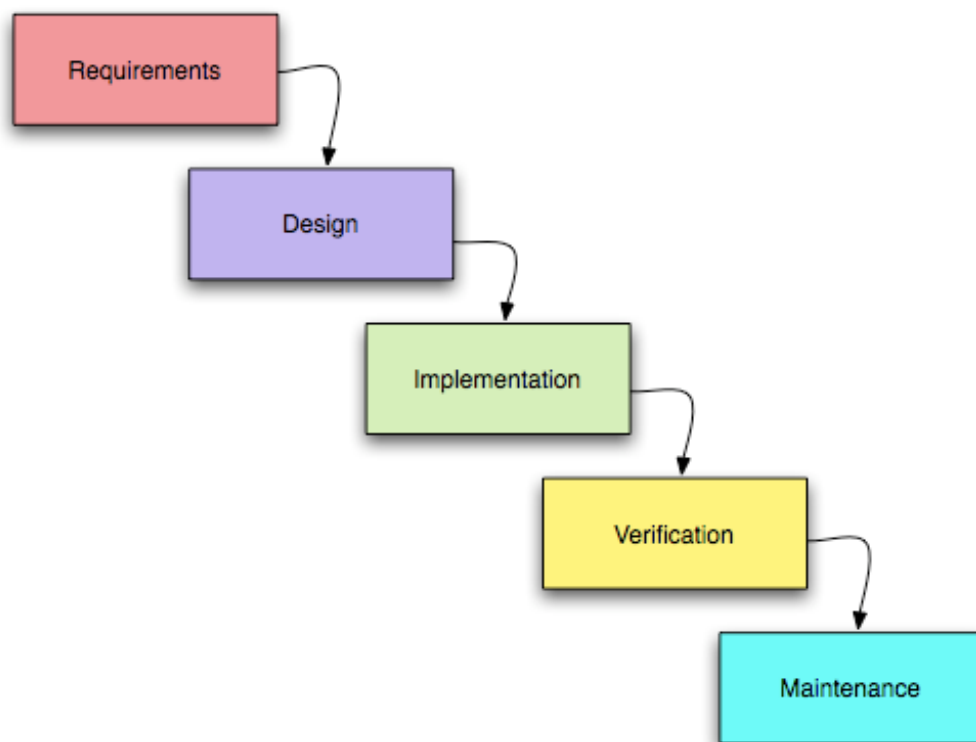 Requirements
Design
Implementation
Verification
Maintenance